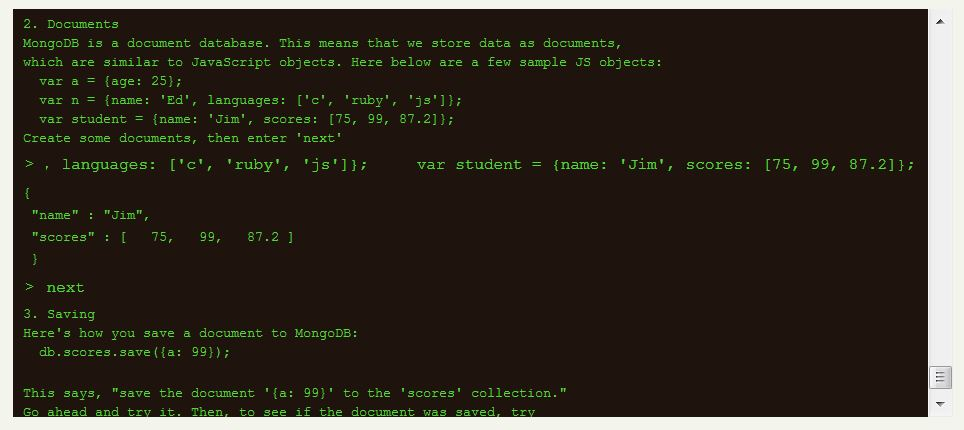 2. Documents
MongoDB is a document database. This means that we store data as documents,
which are similar to JavaScript objects. Here below are a few sample JS objects:
var a = {age: 25};
var n = {name: 'Ed', languages: ['c', 'ruby', 'js']};
var student = {name: 'Jim', scores: [75, 99, 87.2]};
Create some documents, then enter 'next'
> , languages: ['c', 'ruby', 'js']};     var student = {name: 'Jim', scores: [75, 99, 87.2]};
{
"name" : "Jim",
"scores" : [   75,   99,   87.2 ]
}
> next
3. Saving
Here's how you save a document to MongoDB:
db.scores.save({a: 99});
This says, "save the document '{a: 99}' to the 'scores' collection."
Go ahead and try it. Then, to see if the document was saved, try